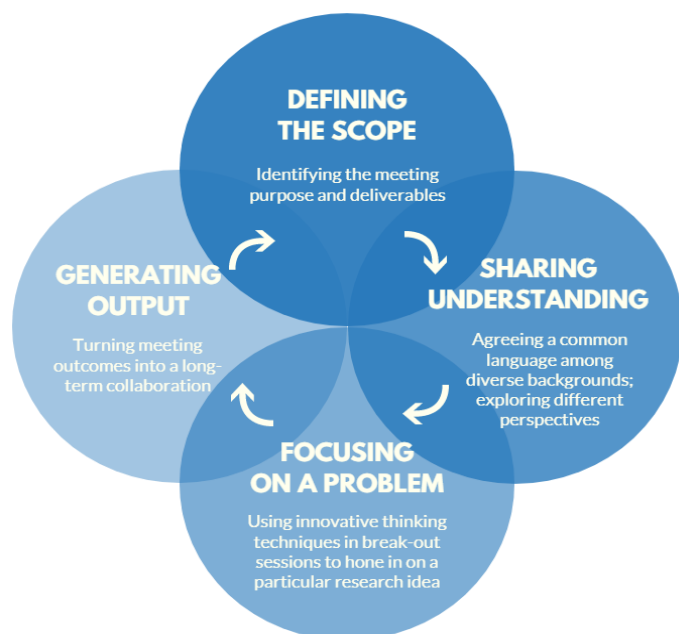 DEFINING
THE SCOPE
Identifying the meeting
purpose and deliverables
SHARING
UNDERSTANDING
Agreeing a common
language among
diverse backgrounds;
exploring different
perspectives
FOCUSING
ON A PROBLEM
Using innovative thinking
techniques in break-out
sessions to hone in on a
particular research idea
GENERATING
OUTPUT
Turning meeting
outcomes into a long-
term collaboration